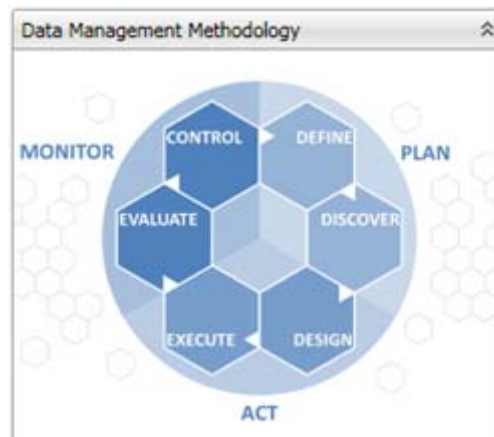 Data Management Methodology
CONTROL DEFINE
MONITOR PLAN
EVALUATE DISCOVER
EXECUTE DESIGN
ACT